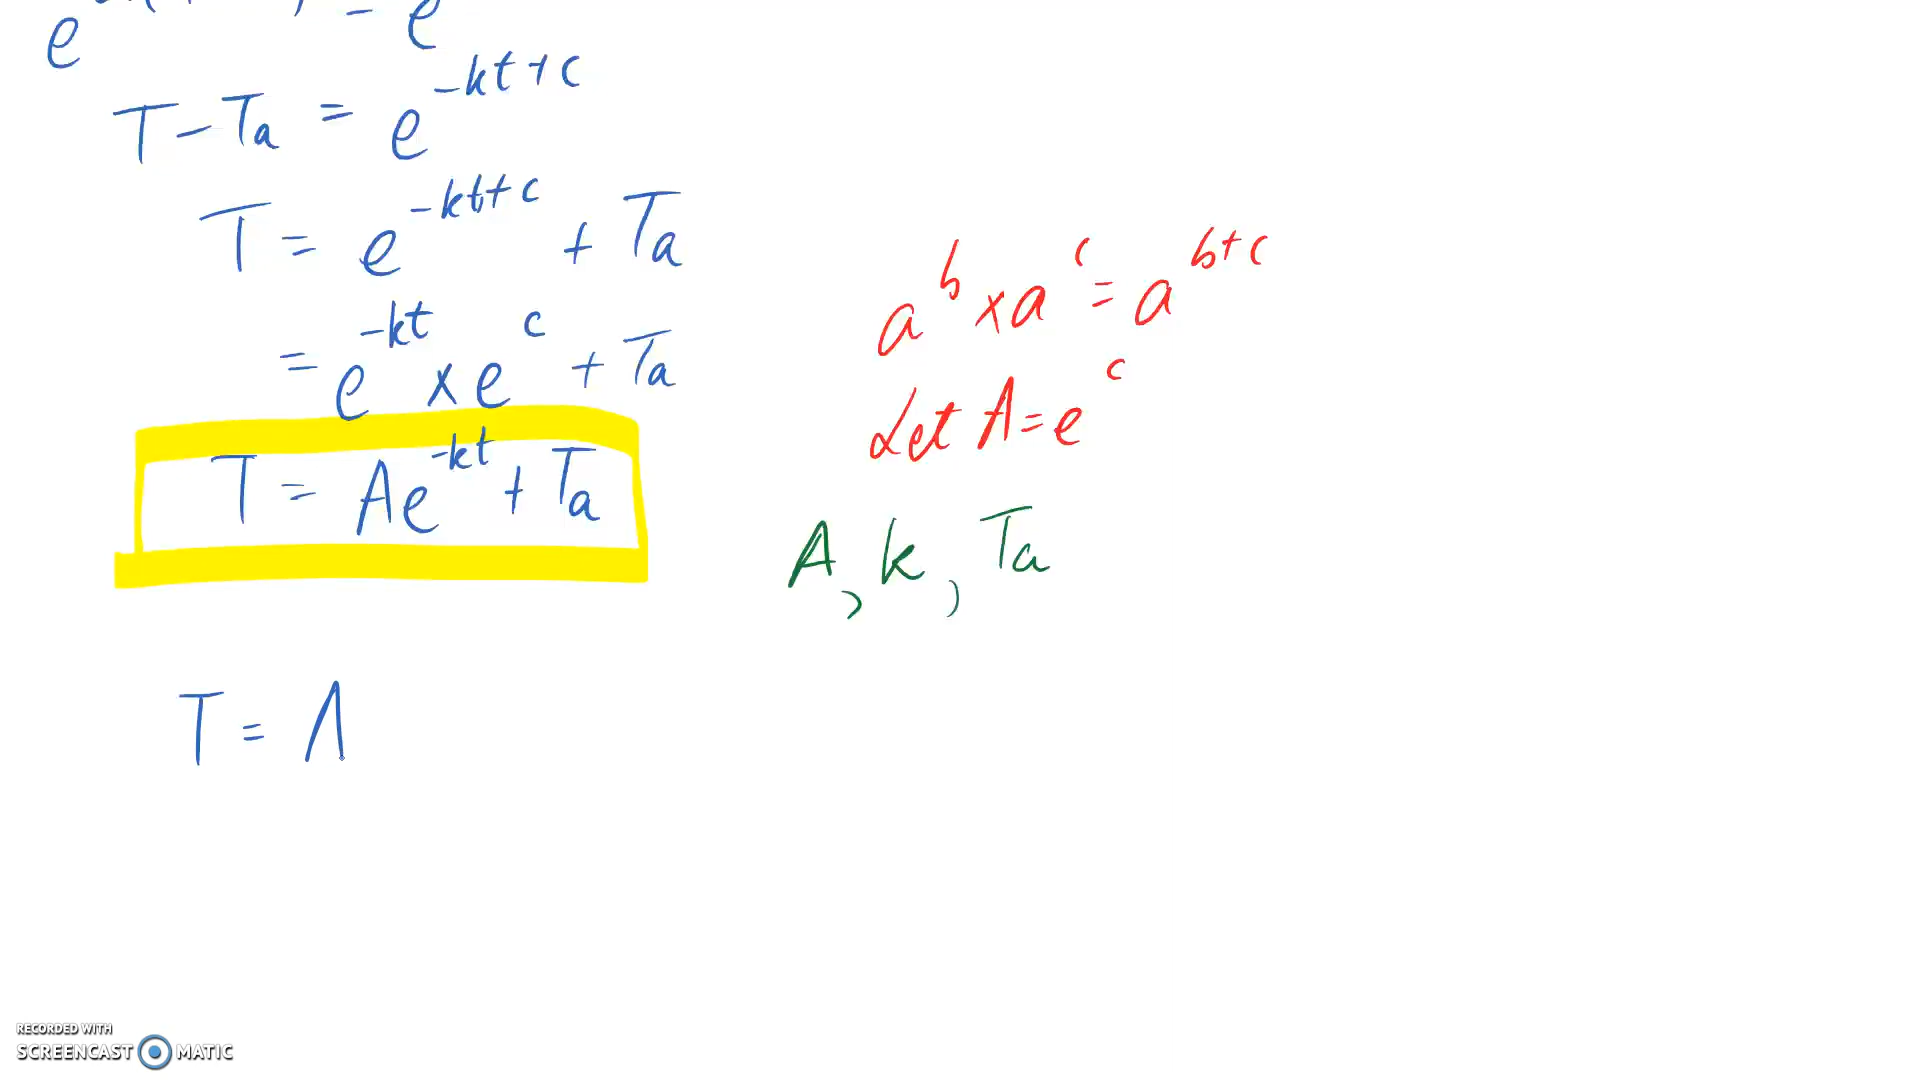 e = e
T - Ta = e^{-kt+c}
T = e^{-kt+c} + Ta
= e^{-kt} × e^{c} + Ta
T = Ae^{-kt} + Ta
a^{b} × a^{c} = a^{b+c}
Let A = e^{c}
A, k, Ta
T = Λ
RECORDED WITH
SCREENCAST MATIC